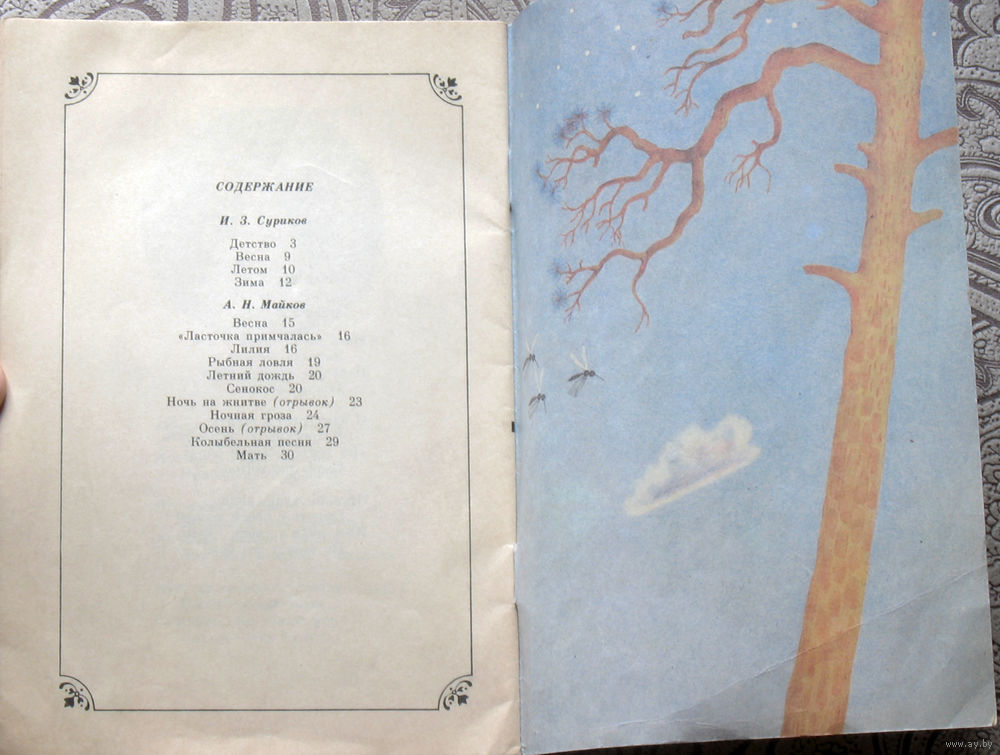 СОДЕРЖАНИЕ
И. З. Суриков
Детство 3
Весна 9
Летом 10
Зима 12
А. Н. Майков
Весна 15
«Ласточка примчалась» 16
Лилия 16
Рыбная ловля 19
Летний дождь 20
Сенокос 20
Ночь на жнитве (отрывок) 23
Ночная гроза 24
Осень (отрывок) 27
Колыбельная песня 29
Мать 30
www.ay.by